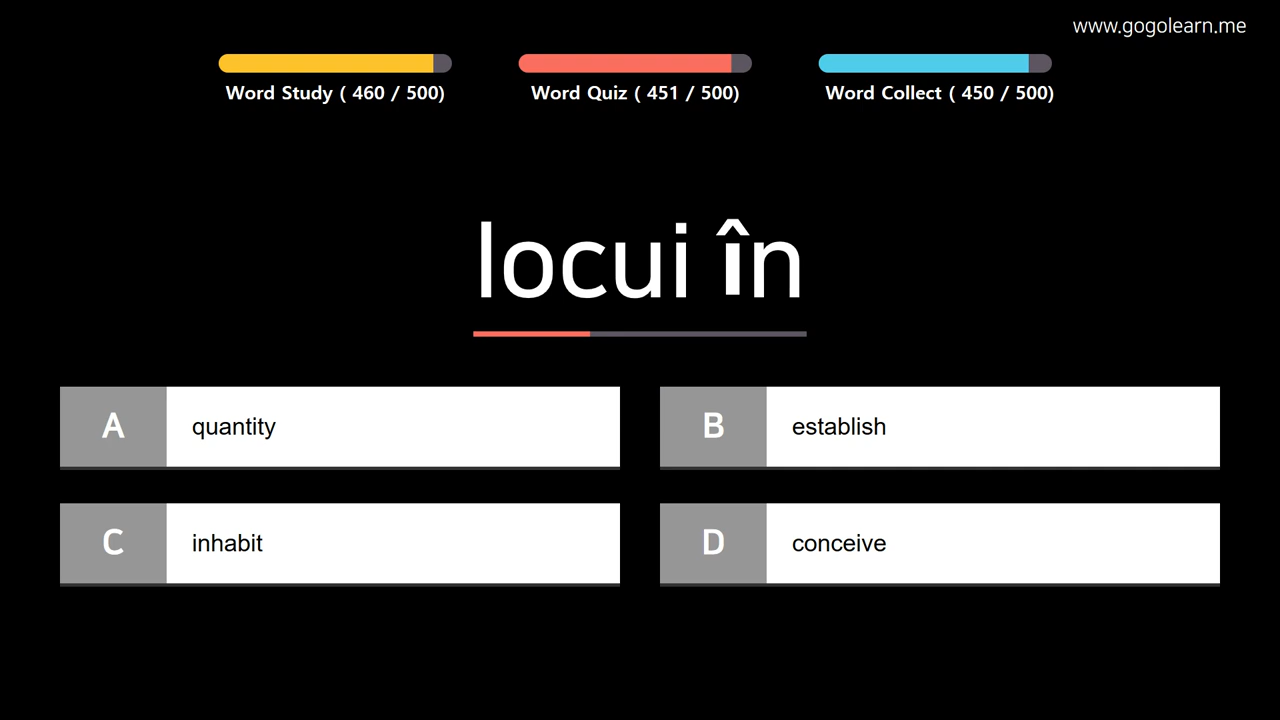 www.gogolearn.me
Word Study ( 460 / 500)
Word Quiz ( 451 / 500)
Word Collect ( 450 / 500)
locui în
A quantity
B establish
C inhabit
D conceive